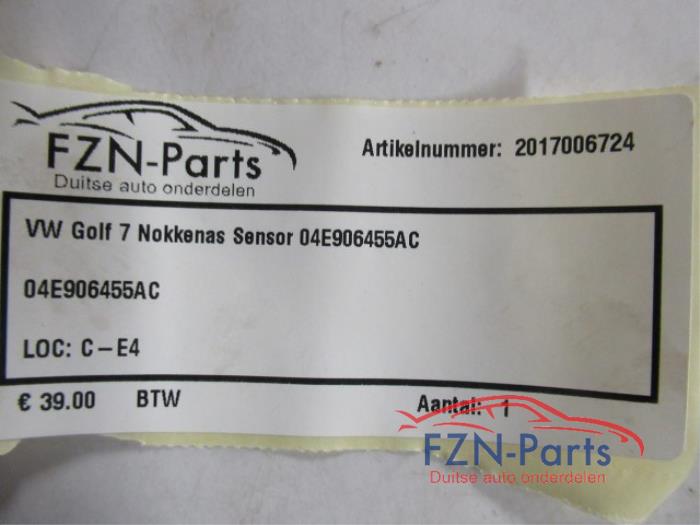 FZN-Parts
Duitse auto onderdelen
Artikelnummer: 2017006724
VW Golf 7 Nokkenas Sensor 04E906455AC
04E906455AC
LOC: C-E4
€ 39.00 BTW Aantal: 1
FZN-Parts
Duitse auto onderdelen